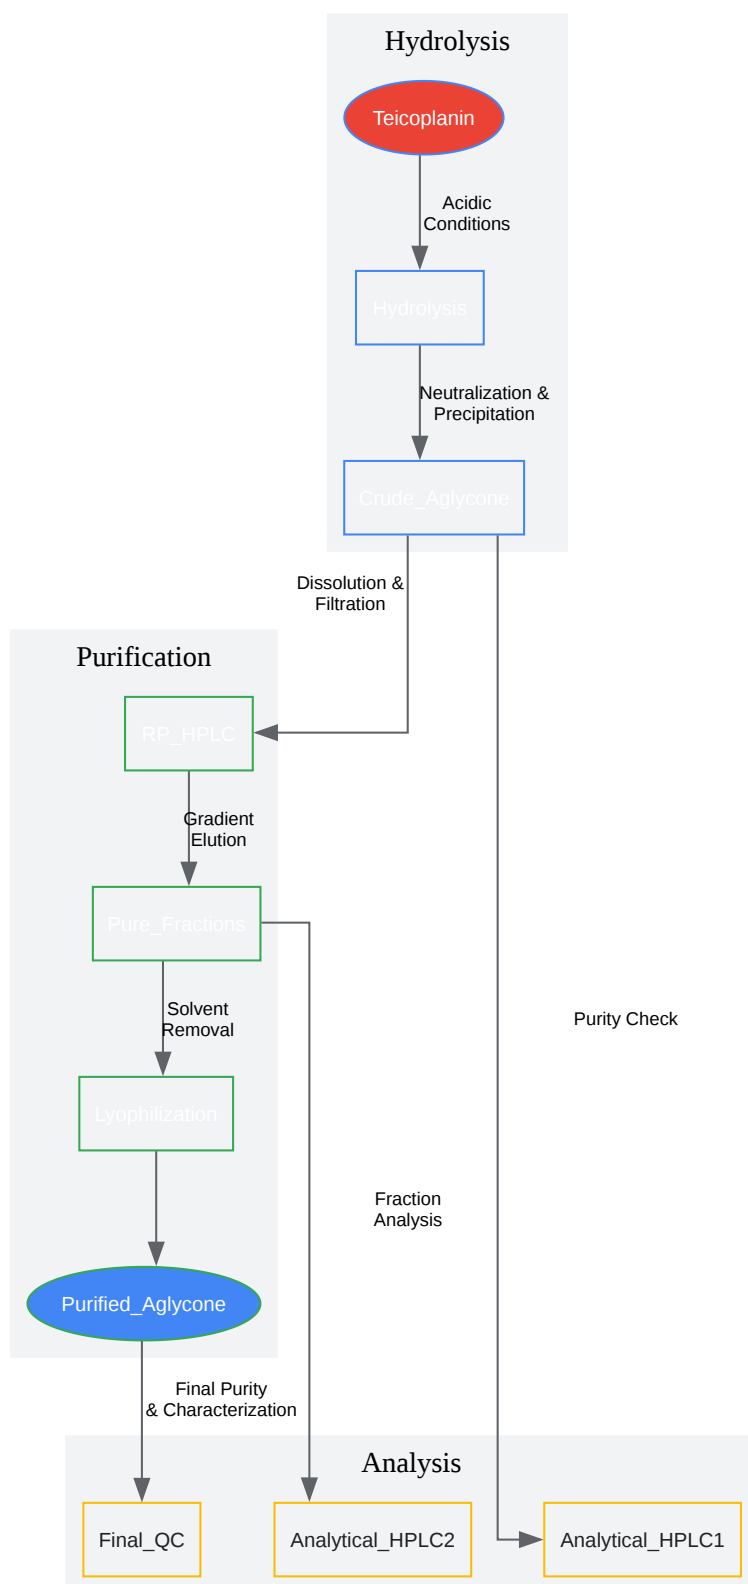 Hydrolysis
Teicoplanin
Acidic
Conditions
Hydrolysis
Neutralization &
Precipitation
Crude_Aglycone
Dissolution &
Filtration
Purification
RP_HPLC
Gradient
Elution
Pure_Fractions
Solvent
Removal
Purity Check
Lyophilization
Fraction
Analysis
Purified_Aglycone
Final Purity
& Characterization
Analysis
Final_QC
Analytical_HPLC2
Analytical_HPLC1